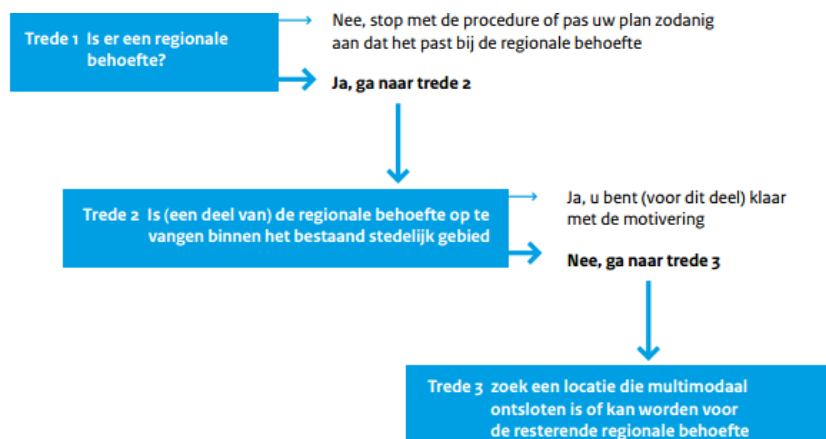 Trede 1 Is er een regionale
behoefte?
Nee, stop met de procedure of pas uw plan zodanig
aan dat het past bij de regionale behoefte
Ja, ga naar trede 2
Trede 2 Is (een deel van) de regionale behoefte op te
vangen binnen het bestaand stedelijk gebied
Ja, u bent (voor dit deel) klaar
met de motivering
Nee, ga naar trede 3
Trede 3 zoek een locatie die multimodaal
ontsloten is of kan worden voor
de resterende regionale behoefte